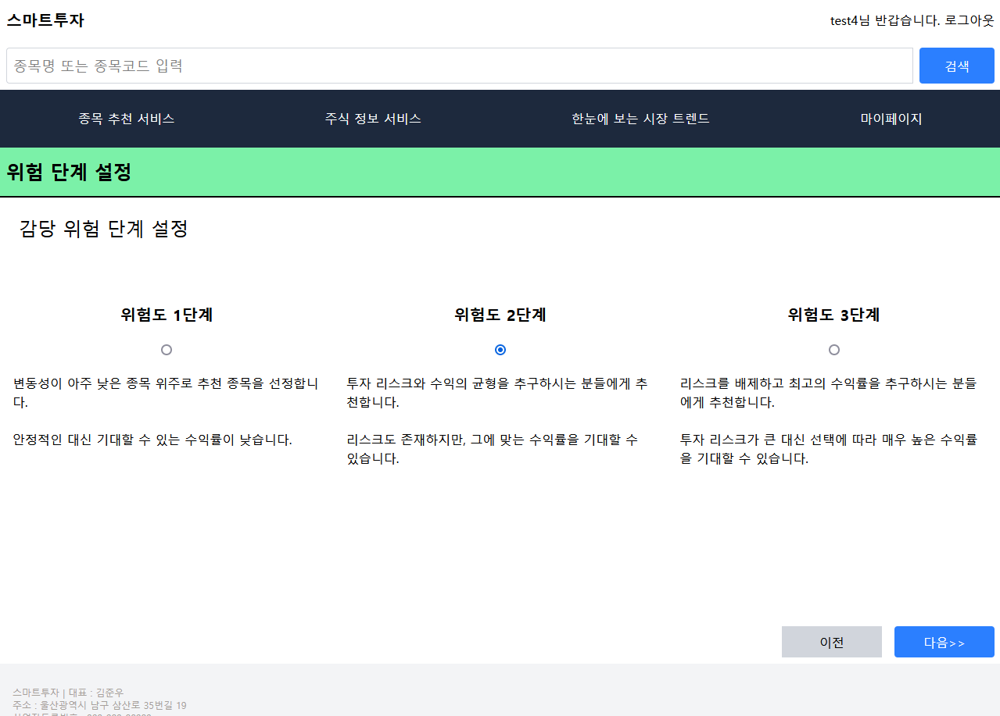 스마트투자
test4님 반갑습니다. 로그아웃
종목명 또는 종목코드 입력
검색
종목 추천 서비스
주식 정보 서비스
한눈에 보는 시장 트렌드
마이페이지
위험 단계 설정
감당 위험 단계 설정
위험도 1단계
변동성이 아주 낮은 종목 위주로 추천 종목을 선정합니
다.
안정적인 대신 기대할 수 있는 수익률이 낮습니다.
위험도 2단계
투자 리스크와 수익의 균형을 추구하시는 분들에게 추
천합니다.
리스크도 존재하지만, 그에 맞는 수익률을 기대할 수
있습니다.
위험도 3단계
리스크를 배제하고 최고의 수익률을 추구하시는 분들
에게 추천합니다.
투자 리스크가 큰 대신 선택에 따라 매우 높은 수익률
을 기대할 수 있습니다.
이전
다음>>
스마트투자 | 대표 : 김준우
주소 : 울산광역시 남구 삼산로 35번길 19